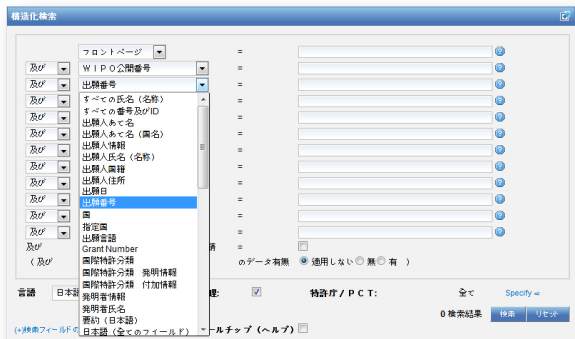 構造化検索
フロントページ =
及び WIPO公開番号 =
及び 出願番号 =
及び すべての氏名(名称) =
すべての番号及びID
及び 出願人あて名 =
出願人あて名(国名)
及び 出願人情報 =
出願人氏名(名称)
及び 出願人国籍 =
出願人住所
及び 出願日 =
及び 出願番号 =
及び 国 =
指定国
及び 出願言語 =
及び Grant Number =
国際特許分類
(及び 国際特許分類 発明情報 のデータ有無 適用しない 無 有 )
国際特許分類 付加情報
言語 日本語 発明者情報 特許庁/PCT: 全て Specify ⇒
発明者氏名 0 検索結果 検索 リセット
要約(日本語)
(+)検索フィールドの 日本語(全てのフィールド) ールチップ(ヘルプ)